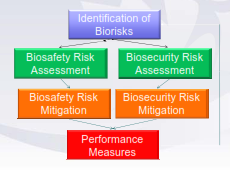 Identification of
Biorisks
Biosafety Risk
Assessment
Biosecurity Risk
Assessment
Biosafety Risk
Mitigation
Biosecurity Risk
Mitigation
Performance
Measures